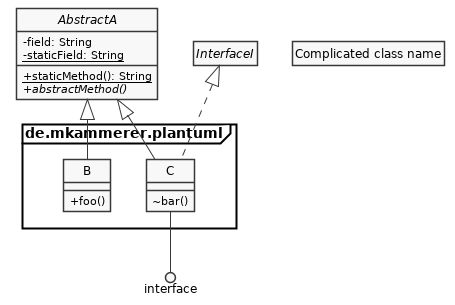 AbstractA
-field: String
-staticField: String
+staticMethod(): String
+abstractMethod()
InterfaceI
Complicated class name
de.mkammerer.plantuml
B
+foo()
C
~bar()
interface